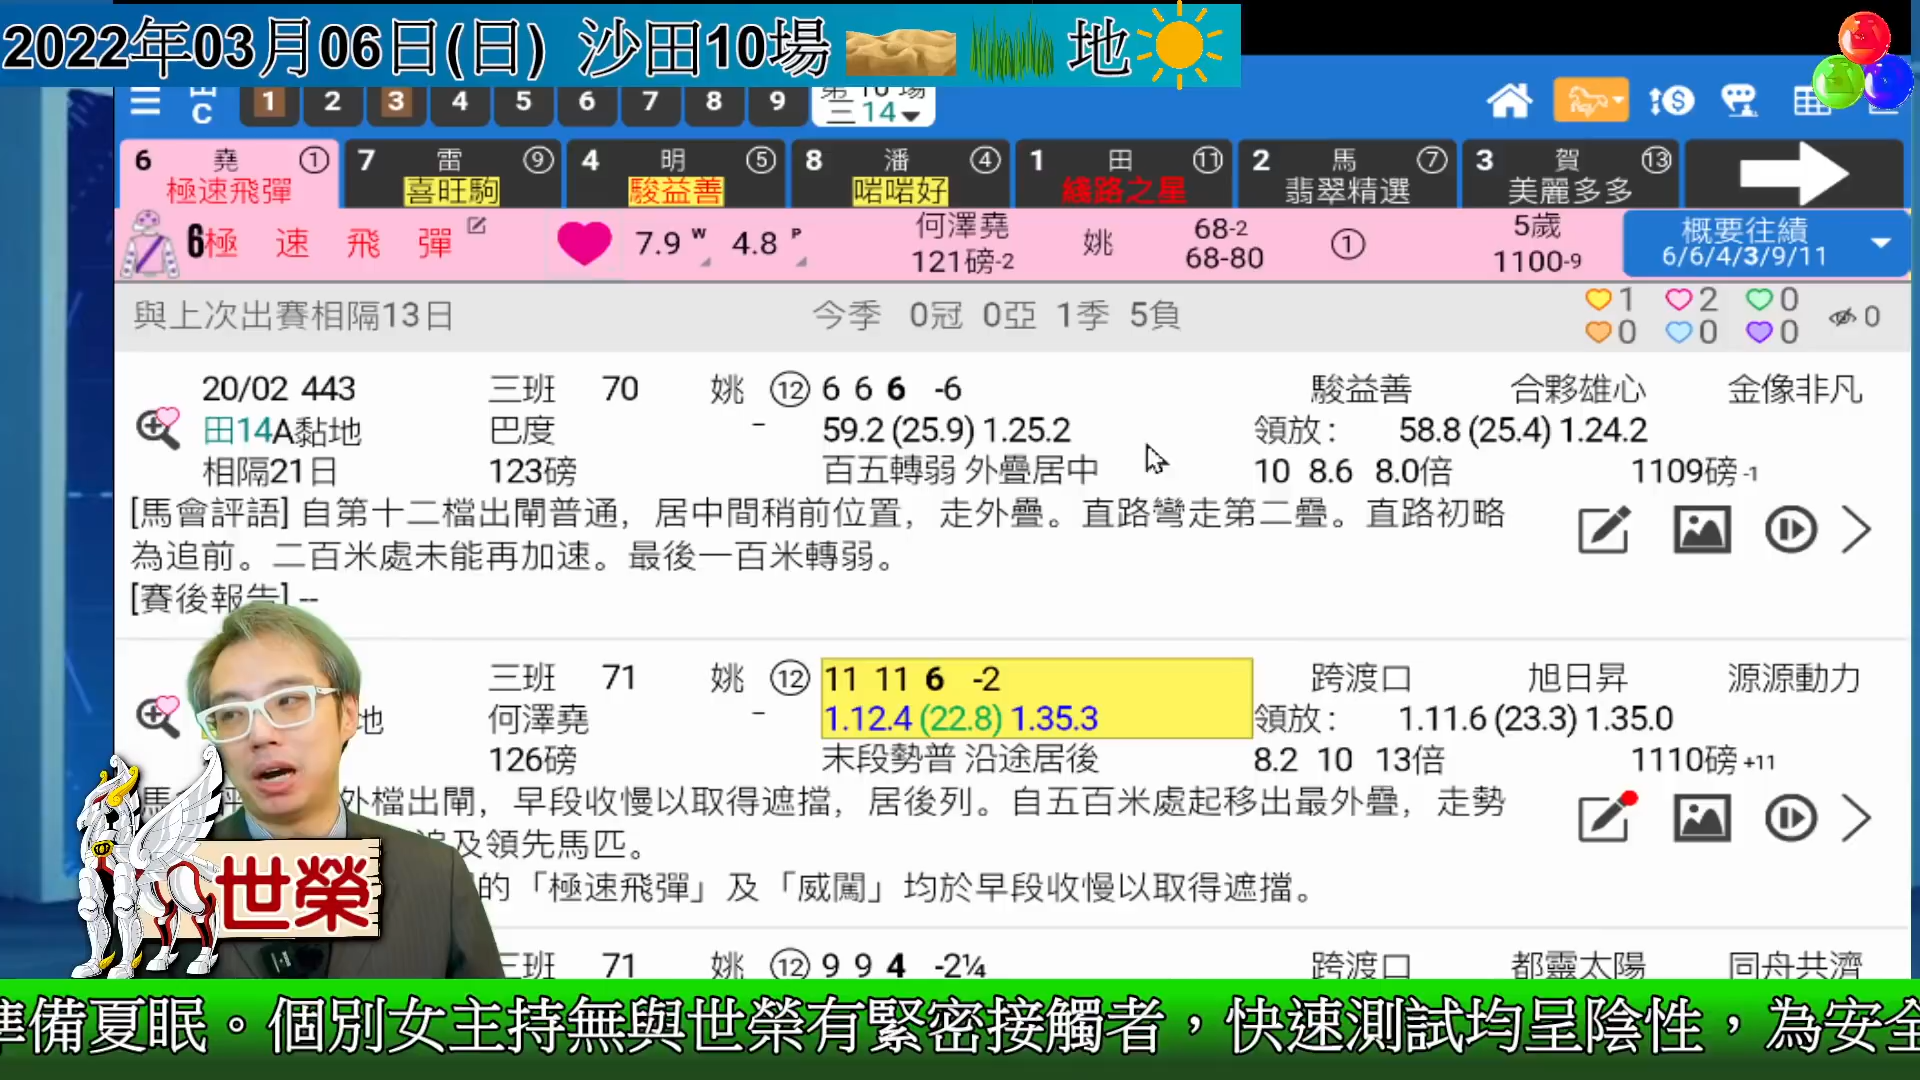 2022年03月06日(日) 沙田10場 地
C 1 2 3 4 5 6 7 8 9 三 14
6 堯 ① 7 雷 ⑨ 4 明 ⑤ 8 潘 ④ 1 田 ⑪ 2 馬 ⑦ 3 賀 ⑬
極速飛彈 喜旺駒 駿益善 啱啱好 綫路之星 翡翠精選 美麗多多
6極速飛彈 7.9 W 4.8 P 何澤堯 121磅-2 姚 68-2 68-80 ① 5歲 1100-9 概要往績 6/6/4/3/9/11
與上次出賽相隔13日 今季 0冠 0亞 1季 5負 1 2 0 0 0 0 0
20/02 443 三班 70 姚 ⑫ 6 6 6 -6 駿益善 合夥雄心 金像非凡
田14A黏地 巴度 - 59.2 (25.9) 1.25.2 領放: 58.8 (25.4) 1.24.2
相隔21日 123磅 百五轉弱 外疊居中 10 8.6 8.0倍 1109磅-1
[馬會評語] 自第十二檔出閘普通，居中間稍前位置，走外疊。直路彎走第二疊。直路初略
為追前。二百米處未能再加速。最後一百米轉弱。
[賽後報告] --
三班 71 姚 ⑫ 11 11 6 -2 跨渡口 旭日昇 源源動力
地 何澤堯 - 1.12.4 (22.8) 1.35.3 領放: 1.11.6 (23.3) 1.35.0
126磅 末段勢普 沿途居後 8.2 10 13倍 1110磅+11
外檔出閘，早段收慢以取得遮擋，居後列。自五百米處起移出最外疊，走勢
及領先馬匹。
的「極速飛彈」及「威闖」均於早段收慢以取得遮擋。
世榮
三班 71 姚 ⑫ 9 9 4 -2¼ 跨渡口 都靈太陽 同舟共濟
準備夏眠。個別女主持無與世榮有緊密接觸者，快速測試均呈陰性，為安全